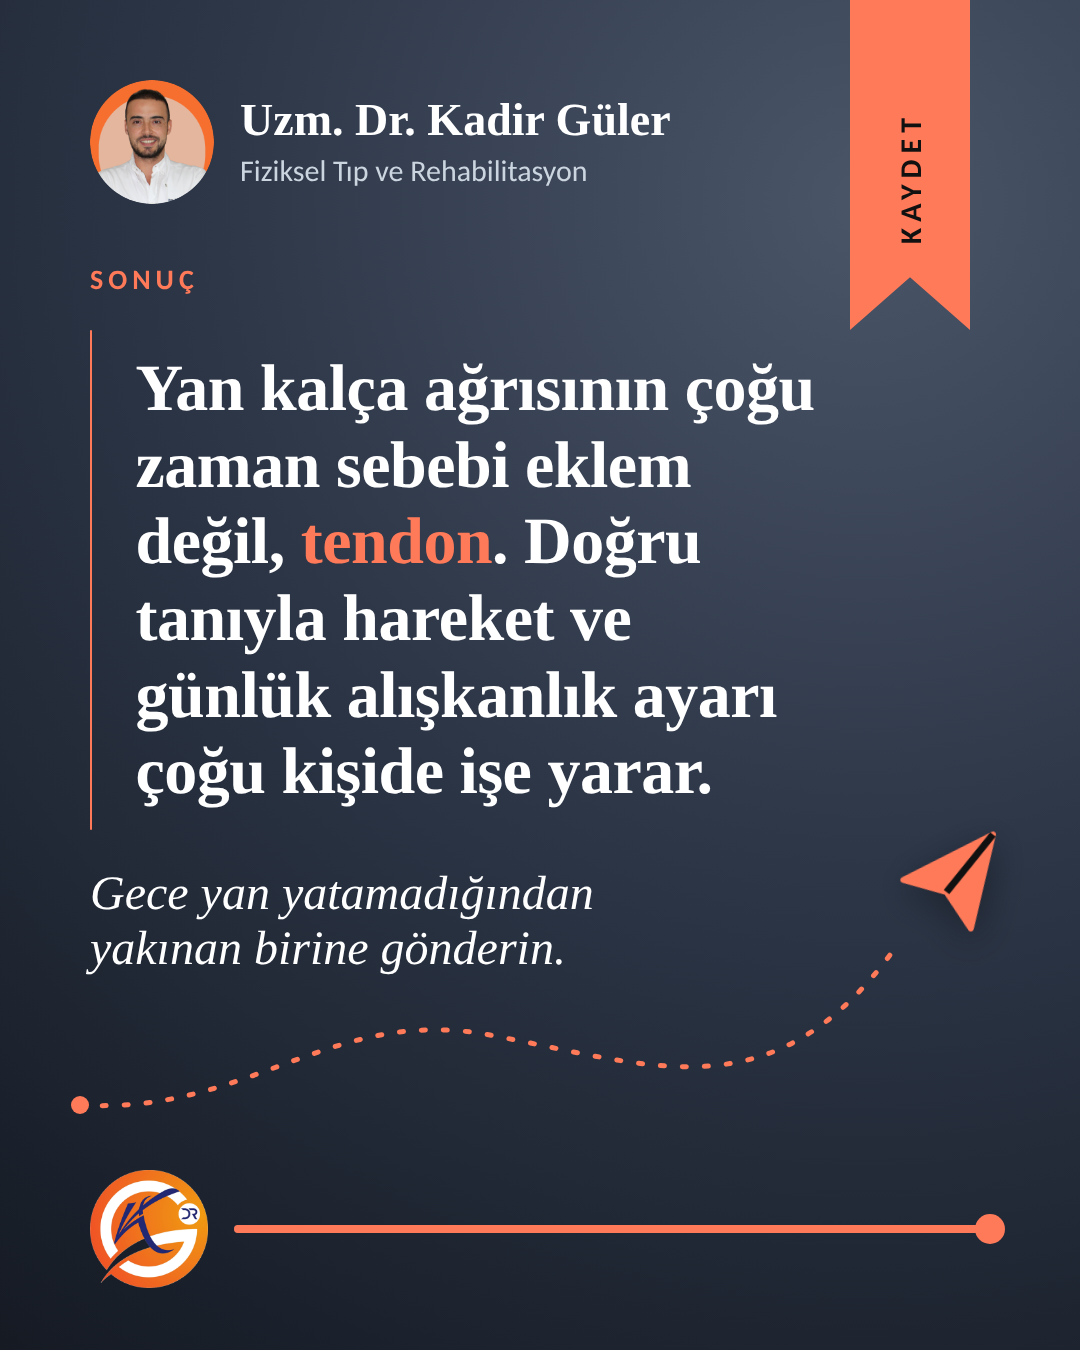 Uzm. Dr. Kadir Güler
Fiziksel Tıp ve Rehabilitasyon
KAYDET
SONUÇ
Yan kalça ağrısının çoğu
zaman sebebi eklem
değil, tendon. Doğru
tanıyla hareket ve
günlük alışkanlık ayarı
çoğu kişide işe yarar.
Gece yan yatamadığından
yakınan birine gönderin.
KG
DR